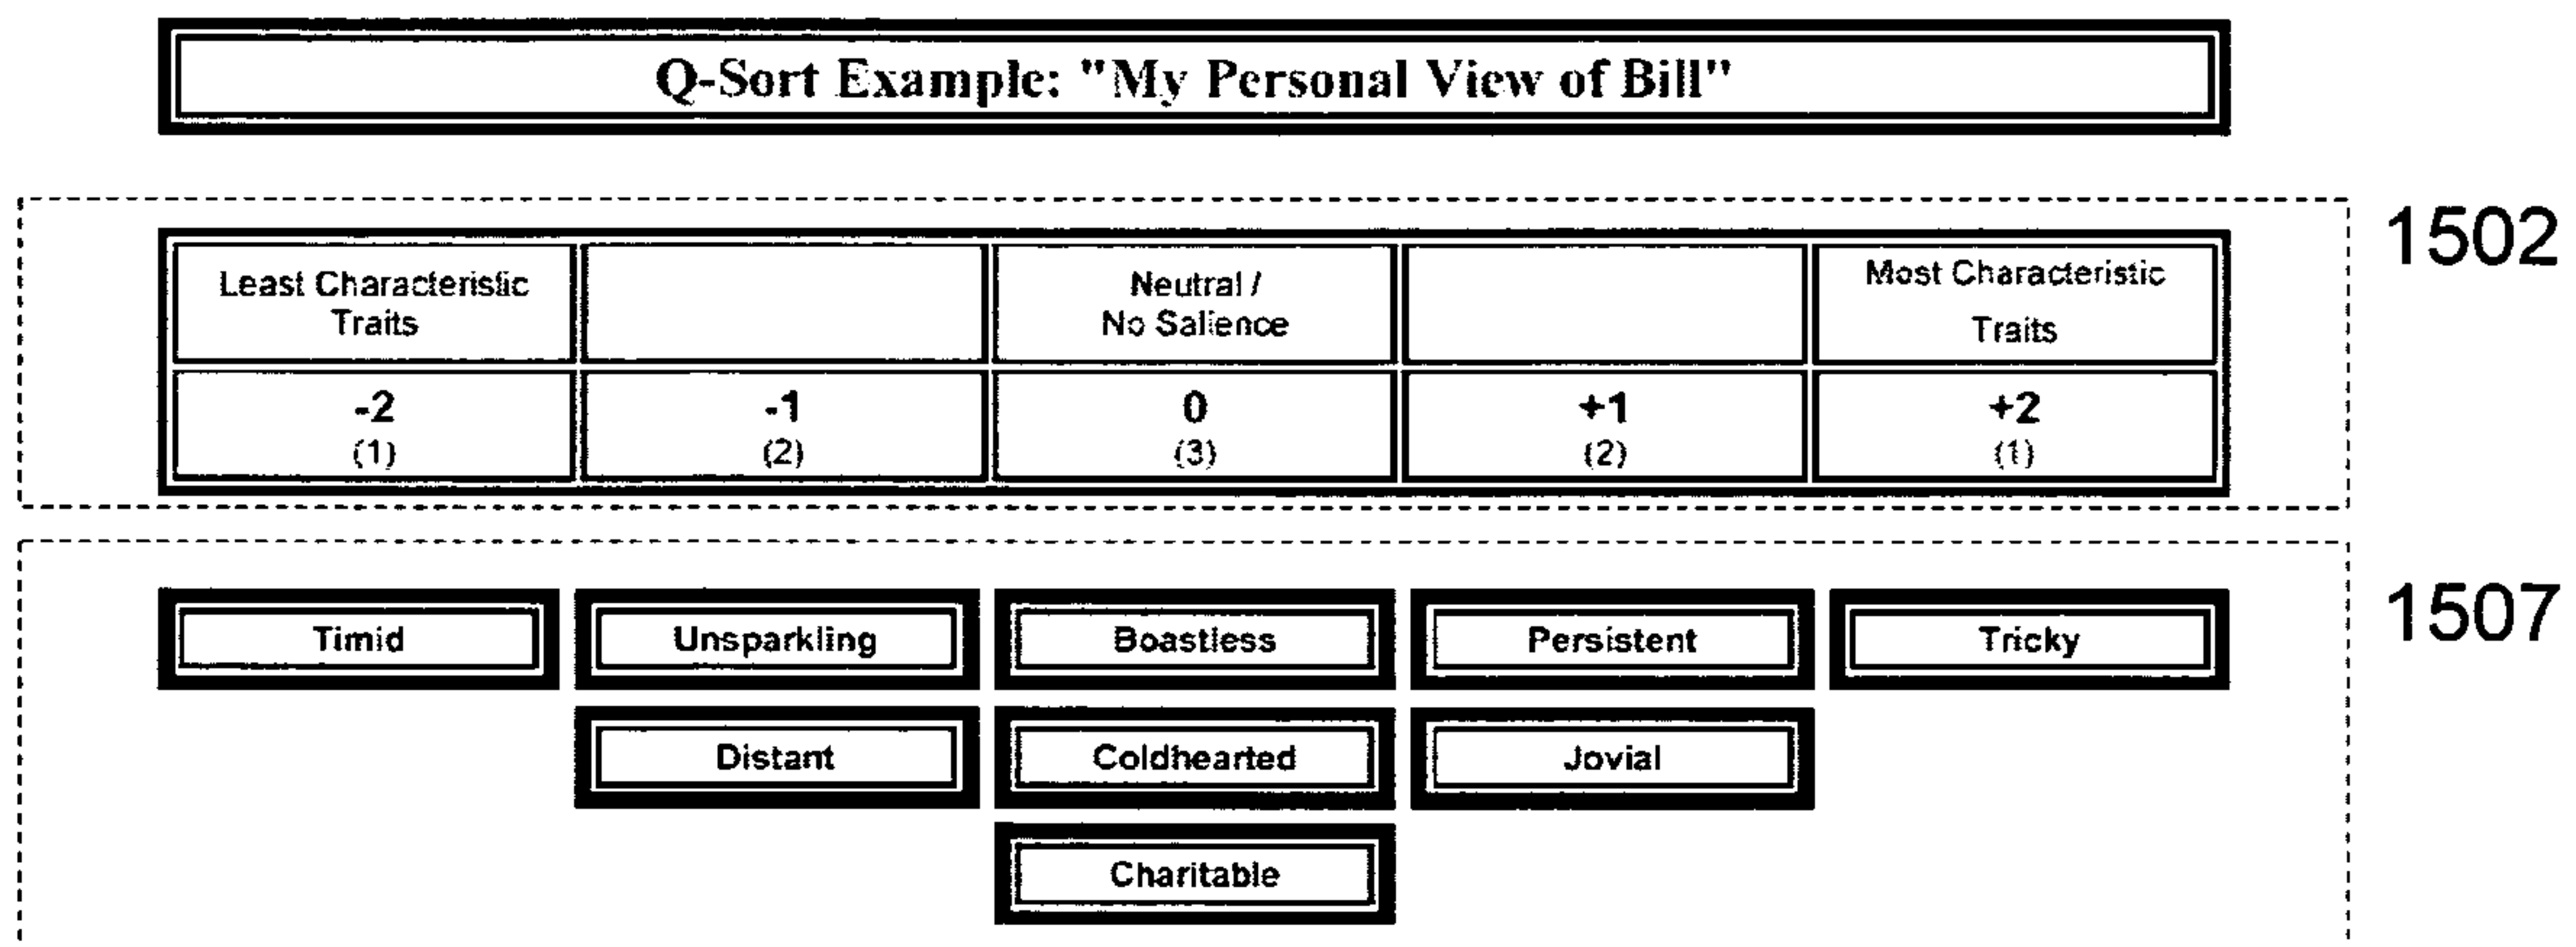 Q-Sort Example: "My Personal View of Bill"
1502
Least Characteristic
Traits
Neutral /
No Salience
Most Characteristic
Traits
-2
(1)
-1
(2)
0
(3)
+1
(2)
+2
(1)
1507
Timid
Unsparkling
Boastless
Persistent
Tricky
Distant
Coldhearted
Jovial
Charitable